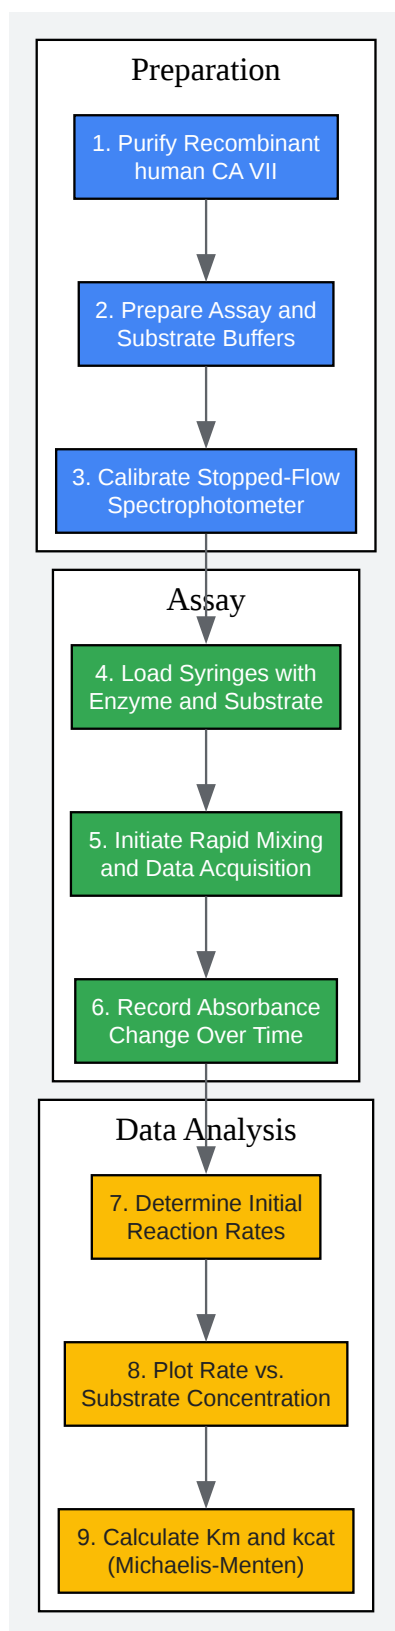 Preparation
1. Purify Recombinant
human CA VII
2. Prepare Assay and
Substrate Buffers
3. Calibrate Stopped-Flow
Spectrophotometer
Assay
4. Load Syringes with
Enzyme and Substrate
5. Initiate Rapid Mixing
and Data Acquisition
6. Record Absorbance
Change Over Time
Data Analysis
7. Determine Initial
Reaction Rates
8. Plot Rate vs.
Substrate Concentration
9. Calculate Km and kcat
(Michaelis-Menten)